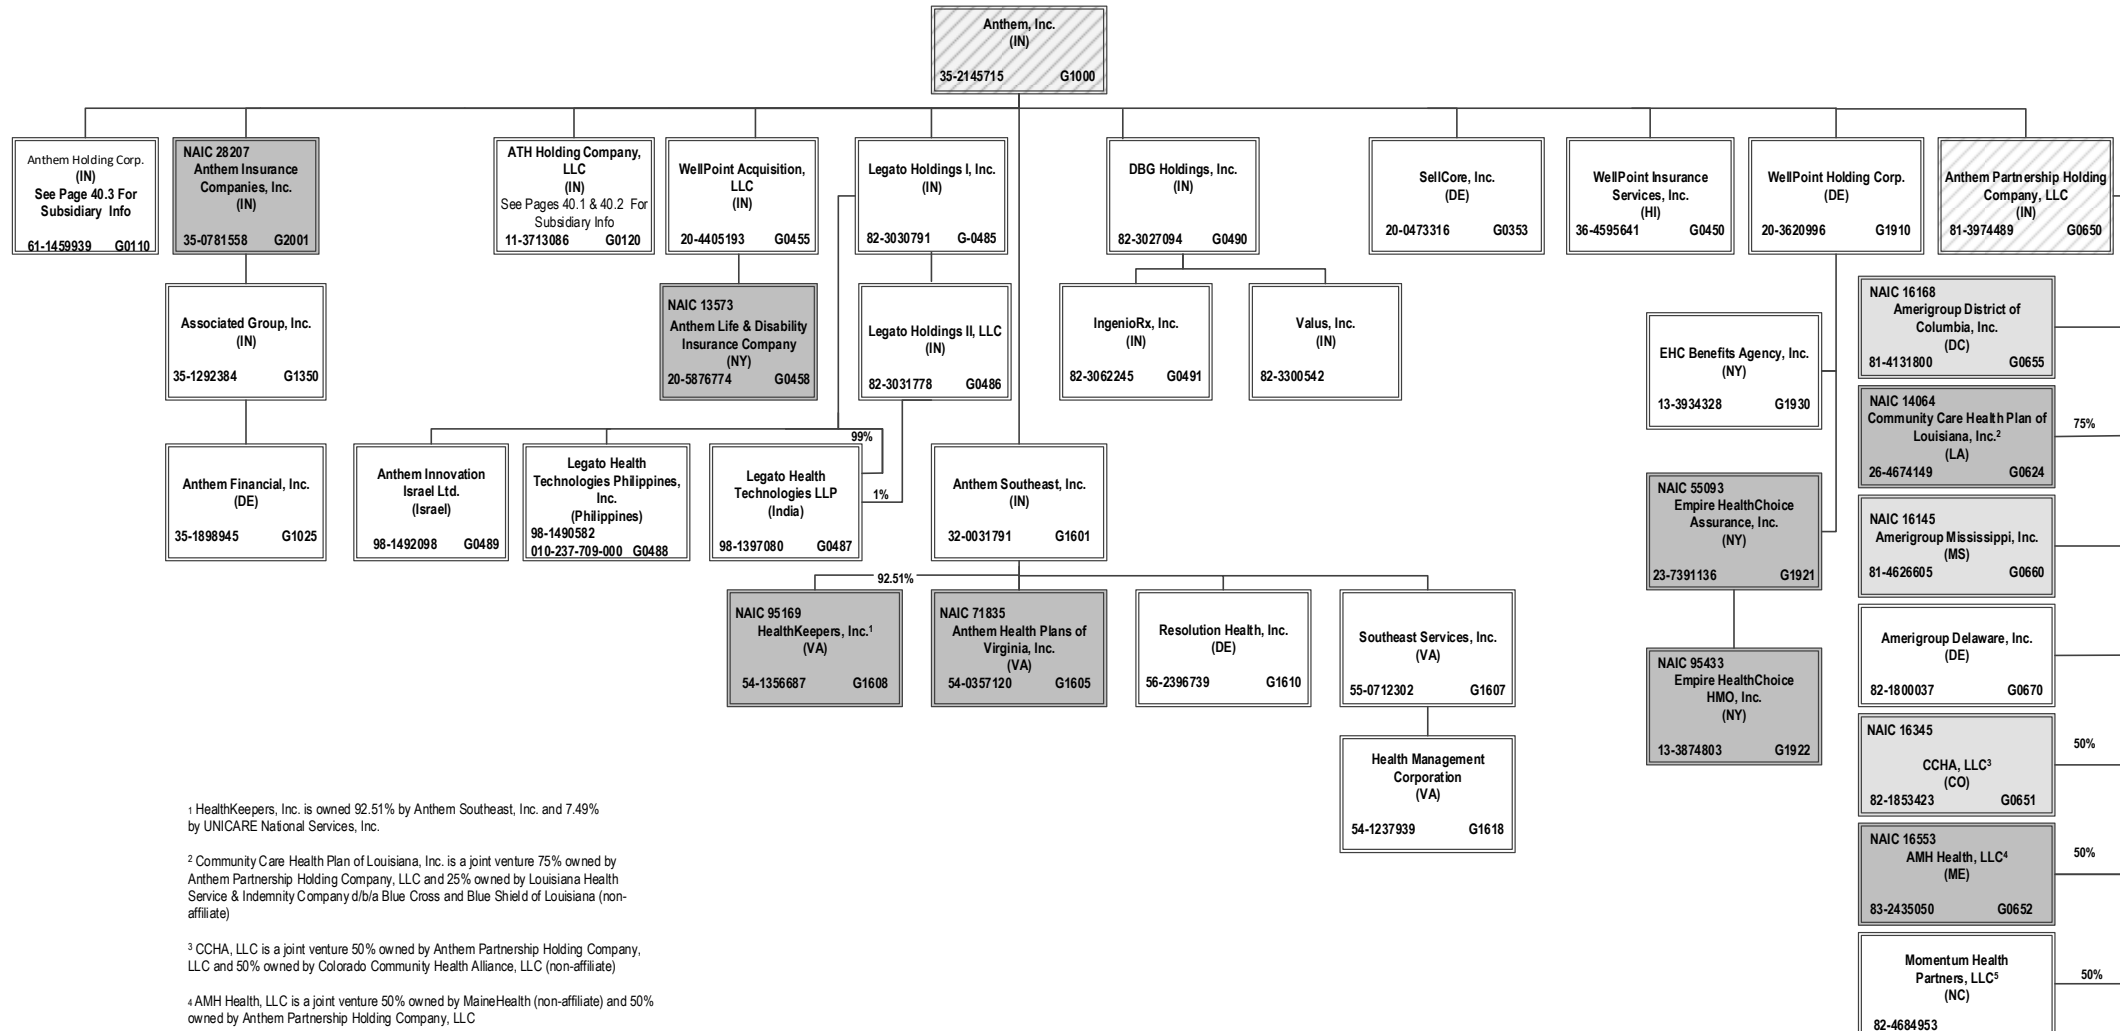 Anthem, Inc.
(IN)
35-2145715 G1000
Anthem Holding Corp.
(IN)
See Page 40.3 For
Subsidiary Info
61-1459939 G0110
NAIC 28207
Anthem Insurance
Companies, Inc.
(IN)
35-0781558 G2001
ATH Holding Company,
LLC
(IN)
See Pages 40.1 & 40.2 For
Subsidiary Info
11-3713086 G0120
WellPoint Acquisition,
LLC
(IN)
20-4405193 G0455
Legato Holdings I, Inc.
(IN)
82-3030791 G-0485
DBG Holdings, Inc.
(IN)
82-3027094 G0490
SellCore, Inc.
(DE)
20-0473316 G0353
WellPoint Insurance
Services, Inc.
(HI)
36-4595641 G0450
WellPoint Holding Corp.
(DE)
20-3620996 G1910
Anthem Partnership Holding
Company, LLC
(IN)
81-3974489 G0650
Associated Group, Inc.
(IN)
35-1292384 G1350
NAIC 13573
Anthem Life & Disability
Insurance Company
(NY)
20-5876774 G0458
Legato Holdings II, LLC
(IN)
82-3031778 G0486
IngenioRx, Inc.
(IN)
82-3062245 G0491
Valus, Inc.
(IN)
82-3300542
EHC Benefits Agency, Inc.
(NY)
13-3934328 G1930
NAIC 16168
Amerigroup District of
Columbia, Inc.
(DC)
81-4131800 G0655
NAIC 14064
Community Care Health Plan of
Louisiana, Inc.2
(LA)
26-4674149 G0624
75%
99%
1%
Anthem Financial, Inc.
(DE)
35-1898945 G1025
Anthem Innovation
Israel Ltd.
(Israel)
98-1492098 G0489
Legato Health
Technologies Philippines,
Inc.
(Philippines)
98-1490582
010-237-709-000 G0488
Legato Health
Technologies LLP
(India)
98-1397080 G0487
Anthem Southeast, Inc.
(IN)
32-0031791 G1601
NAIC 55093
Empire HealthChoice
Assurance, Inc.
(NY)
23-7391136 G1921
NAIC 16145
Amerigroup Mississippi, Inc.
(MS)
81-4626605 G0660
92.51%
NAIC 95169
HealthKeepers, Inc.1
(VA)
54-1356687 G1608
NAIC 71835
Anthem Health Plans of
Virginia, Inc.
(VA)
54-0357120 G1605
Resolution Health, Inc.
(DE)
56-2396739 G1610
Southeast Services, Inc.
(VA)
55-0712302 G1607
NAIC 95433
Empire HealthChoice
HMO, Inc.
(NY)
13-3874803 G1922
Amerigroup Delaware, Inc.
(DE)
82-1800037 G0670
NAIC 16345
CCHA, LLC3
(CO)
82-1853423 G0651
50%
Health Management
Corporation
(VA)
54-1237939 G1618
NAIC 16553
AMH Health, LLC4
(ME)
83-2435050 G0652
50%
Momentum Health
Partners, LLC5
(NC)
82-4684953
50%
1 HealthKeepers, Inc. is owned 92.51% by Anthem Southeast, Inc. and 7.49%
by UNICARE National Services, Inc.
2 Community Care Health Plan of Louisiana, Inc. is a joint venture 75% owned by
Anthem Partnership Holding Company, LLC and 25% owned by Louisiana Health
Service & Indemnity Company d/b/a Blue Cross and Blue Shield of Louisiana (non-
affiliate)
3 CCHA, LLC is a joint venture 50% owned by Anthem Partnership Holding Company,
LLC and 50% owned by Colorado Community Health Alliance, LLC (non-affiliate)
4 AMH Health, LLC is a joint venture 50% owned by MaineHealth (non-affiliate) and 50%
owned by Anthem Partnership Holding Company, LLC